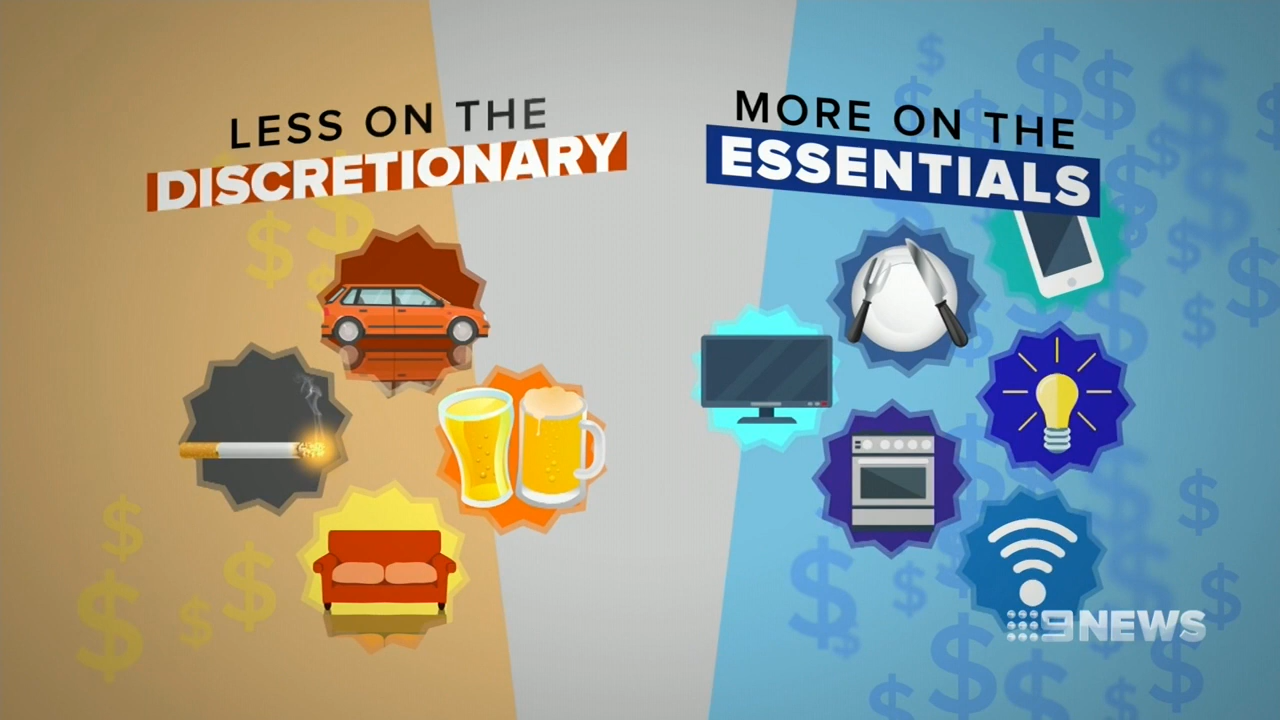 LESS ON THE
DISCRETIONARY
MORE ON THE
ESSENTIALS
9NEWS